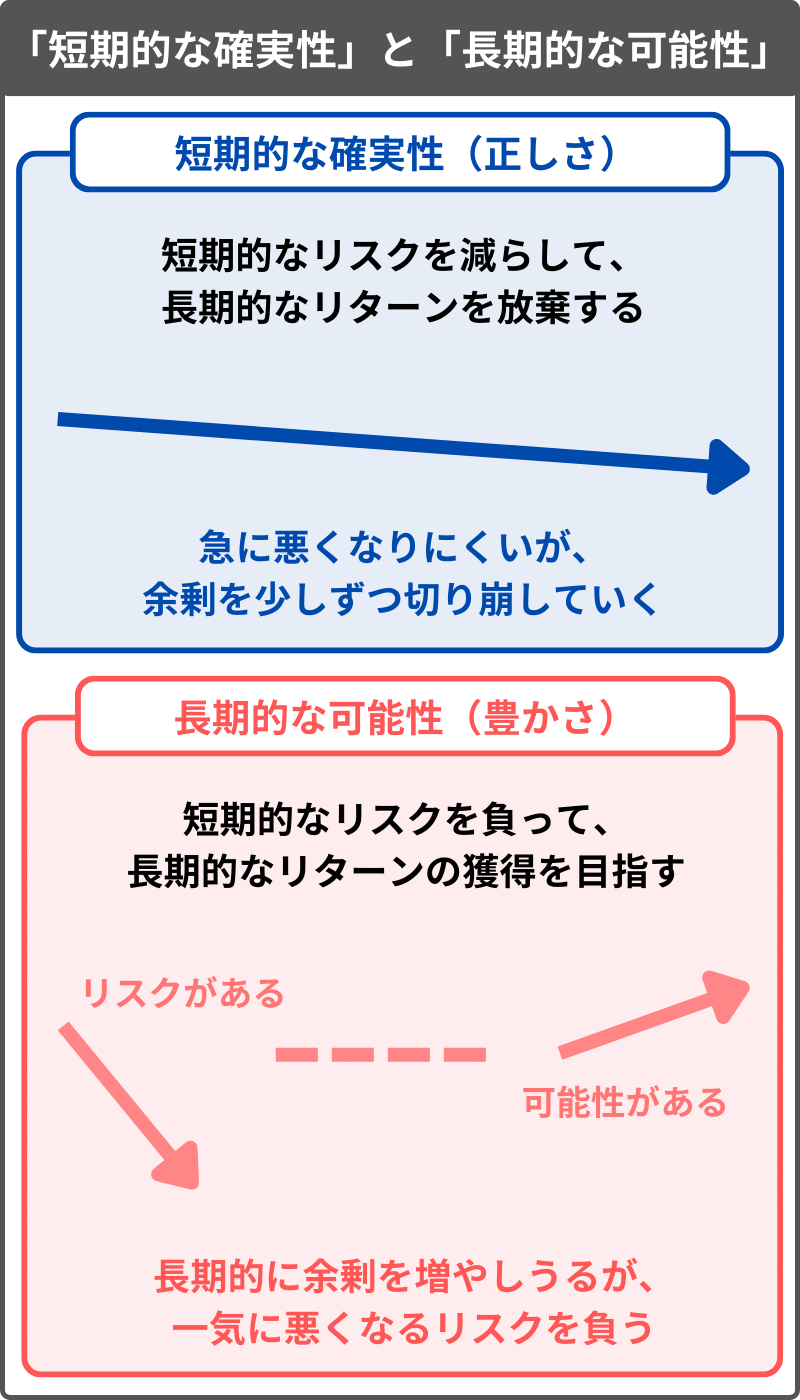 「短期的な確実性」と「長期的な可能性」
短期的な確実性（正しさ）
短期的なリスクを減らして、
長期的なリターンを放棄する
急に悪くなりにくいが、
余剰を少しずつ切り崩していく
長期的な可能性（豊かさ）
短期的なリスクを負って、
長期的なリターンの獲得を目指す
リスクがある
可能性がある
長期的に余剰を増やしうるが、
一気に悪くなるリスクを負う